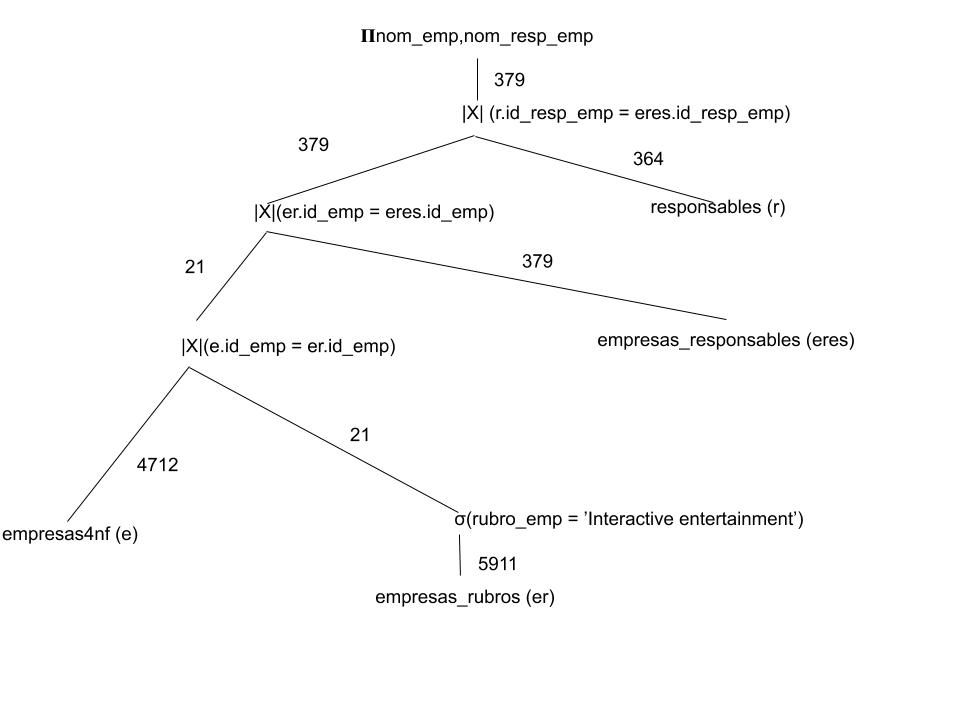 Πnom_emp,nom_resp_emp
379
|X| (r.id_resp_emp = eres.id_resp_emp)
379
364
responsables (r)
|X|(er.id_emp = eres.id_emp)
21
379
empresas_responsables (eres)
|X|(e.id_emp = er.id_emp)
21
4712
σ(rubro_emp = ’Interactive entertainment’)
empresas4nf (e)
5911
empresas_rubros (er)